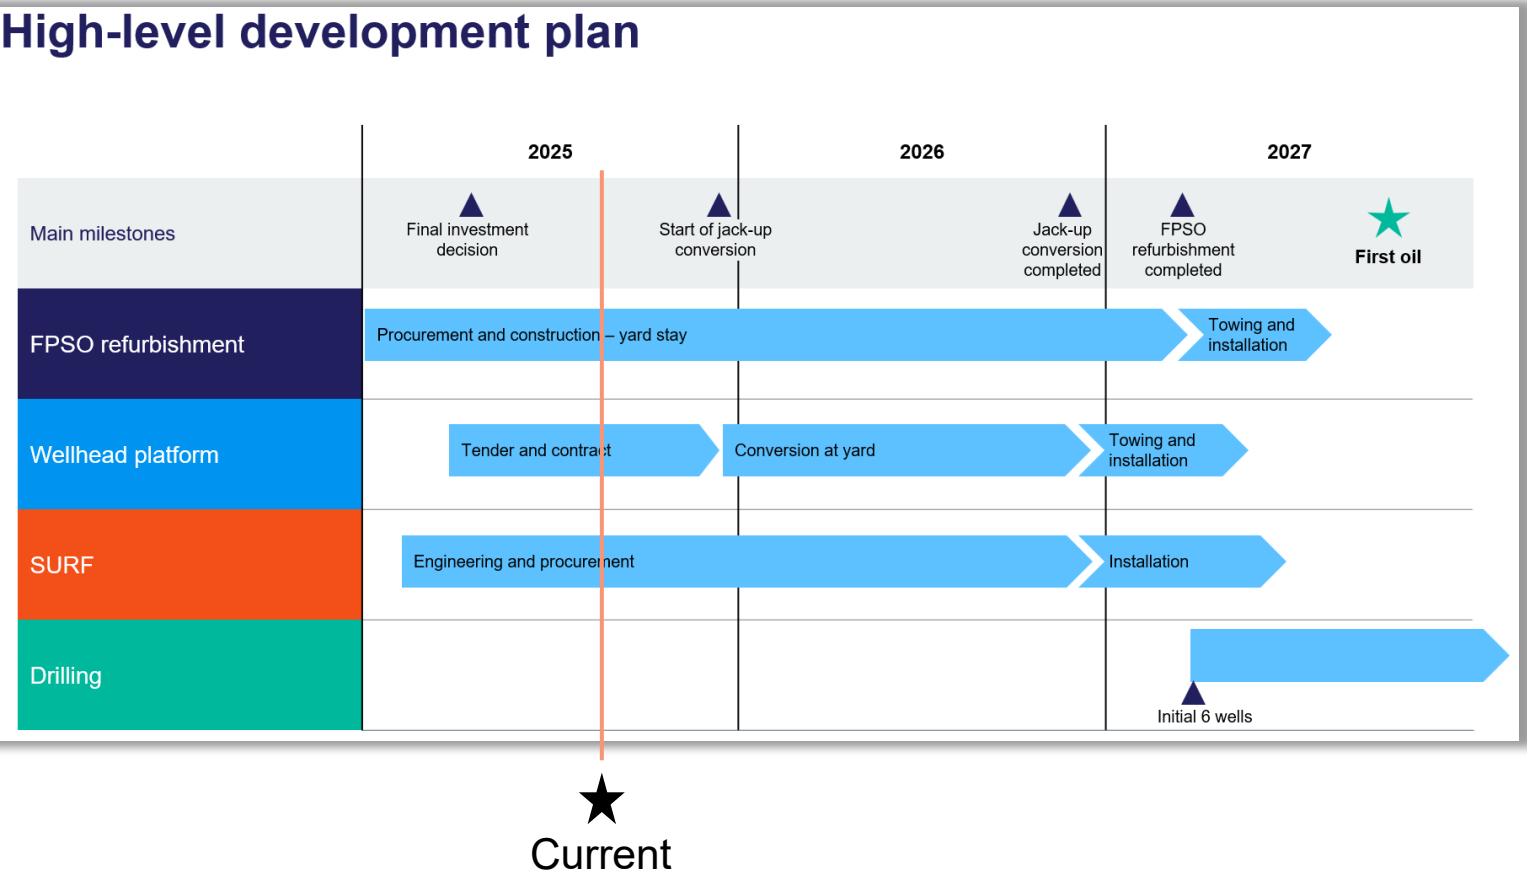 High-level development plan
2025
2026
2027
Main milestones
Final investment
decision
Start of jack-up
conversion
Jack-up
conversion
completed
FPSO
refurbishment
completed
First oil
FPSO refurbishment
Procurement and construction – yard stay
Towing and
installation
Wellhead platform
Tender and contract
Conversion at yard
Towing and
installation
SURF
Engineering and procurement
Installation
Drilling
Initial 6 wells
Current